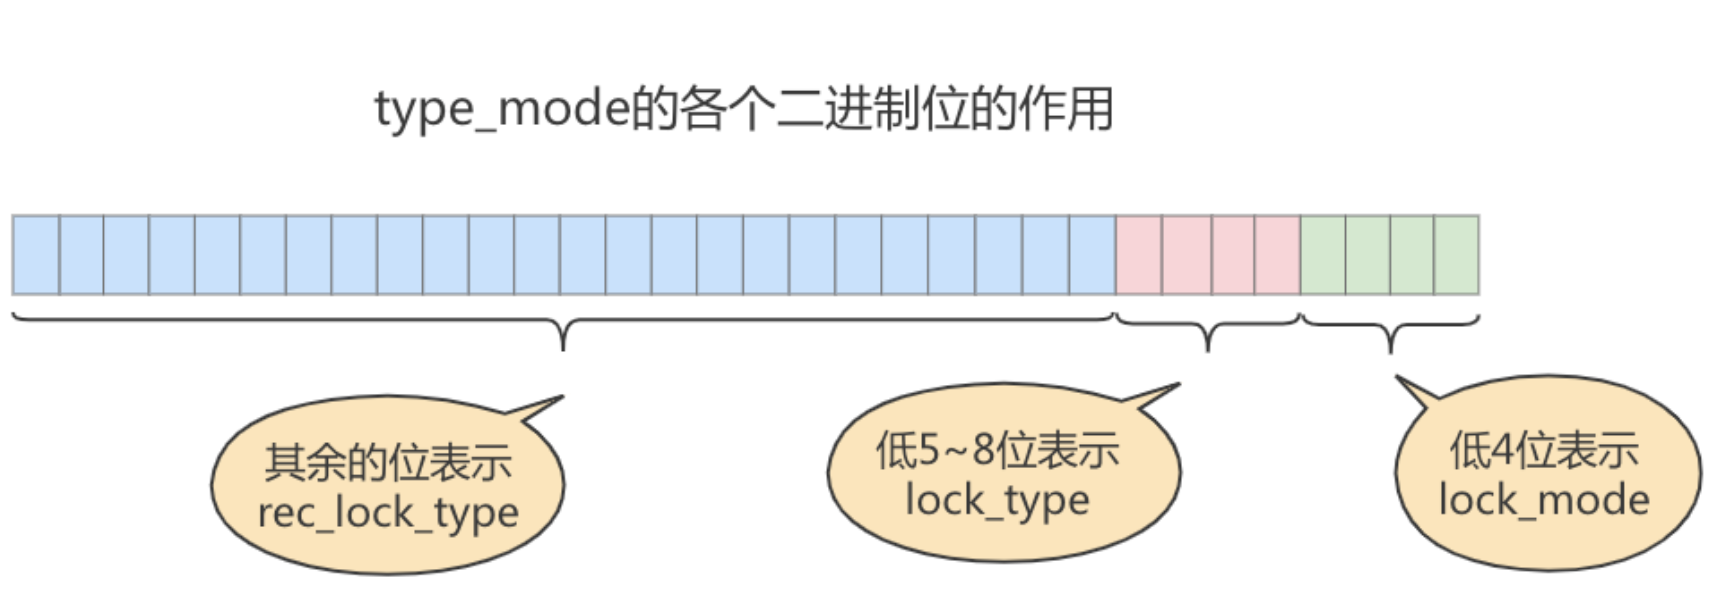 type_mode的各个二进制位的作用
其余的位表示
rec_lock_type
低5~8位表示
lock_type
低4位表示
lock_mode